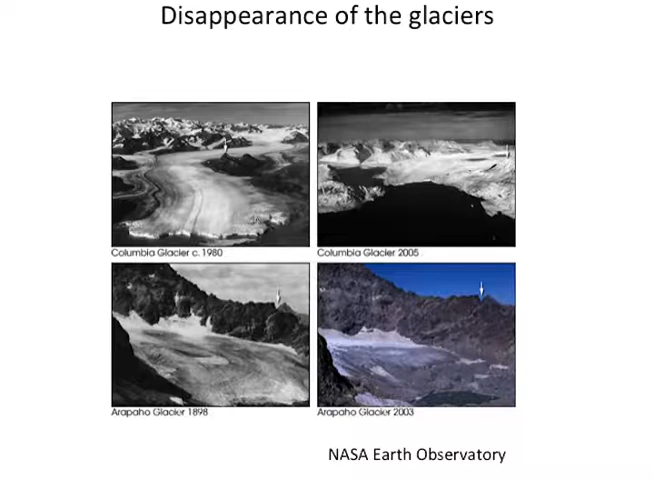 Disappearance of the glaciers
Columbia Glacier c. 1980
Columbia Glacier 2005
Arapaho Glacier 1898
Arapaho Glacier 2003
NASA Earth Observatory